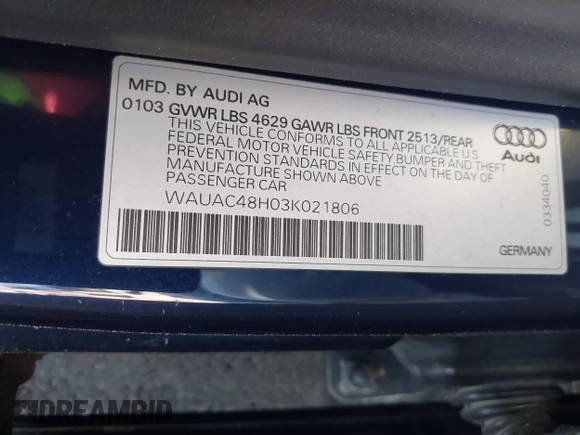 MFD. BY AUDI AG
0103 GVWR LBS 4629 GAWR LBS FRONT 2513/REAR
THIS VEHICLE CONFORMS TO ALL APPLICABLE U.S
FEDERAL MOTOR VEHICLE SAFETY,BUMPER AND THEFT
PREVENTION STANDARDS IN EFFECT ON THE DAY OF
MANUFACTURE SHOWN ABOVE
PASSENGER CAR
WAUAC48H03K021806
Audi
0334040
GERMANY
DREAMBID